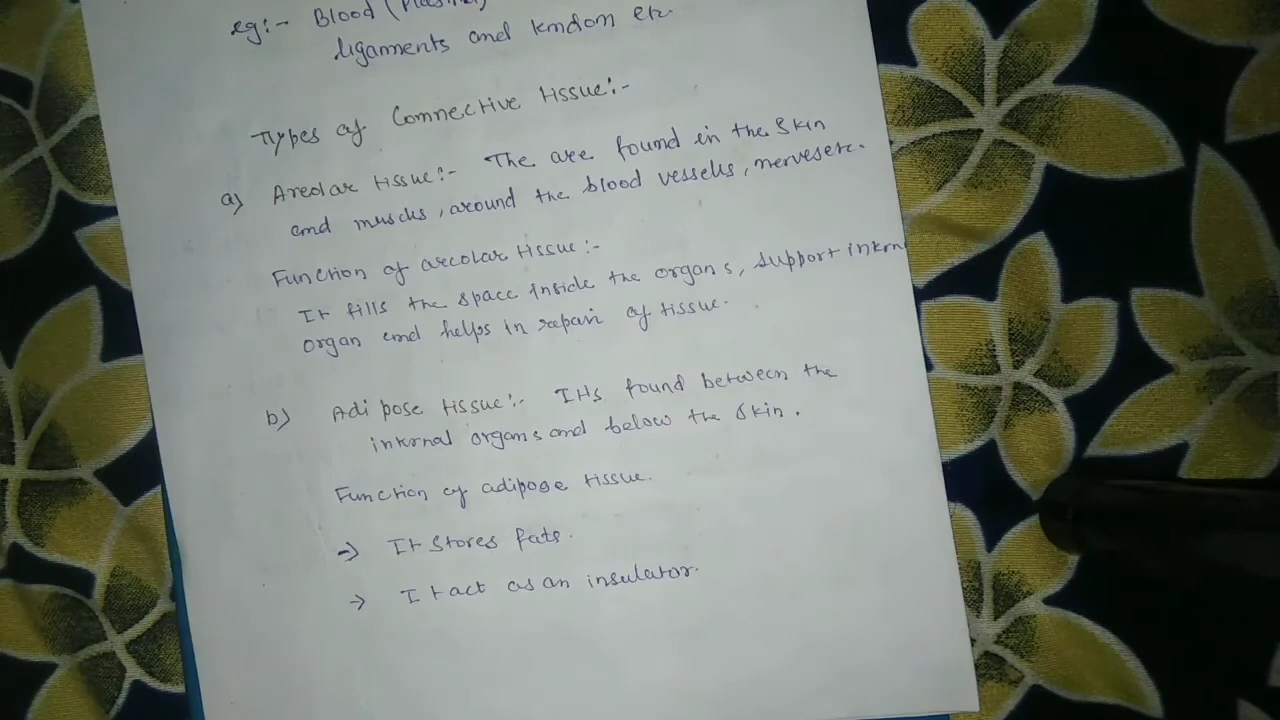 eg:- Blood (Plasma)
ligaments and tendom etc.
Types of Connective tissue:-
a) Areolar tissue:- The are found in the Skin
and muscles, around the blood vessels, nerves etc.
Function of areolar tissue:-
It fills the space inside the organs, support intern
organ and helps in repair of tissue.
b) Adipose tissue:- It is found between the
internal organs and below the skin.
Function of adipose tissue.
→ It stores fats.
→ It act as an insulator.